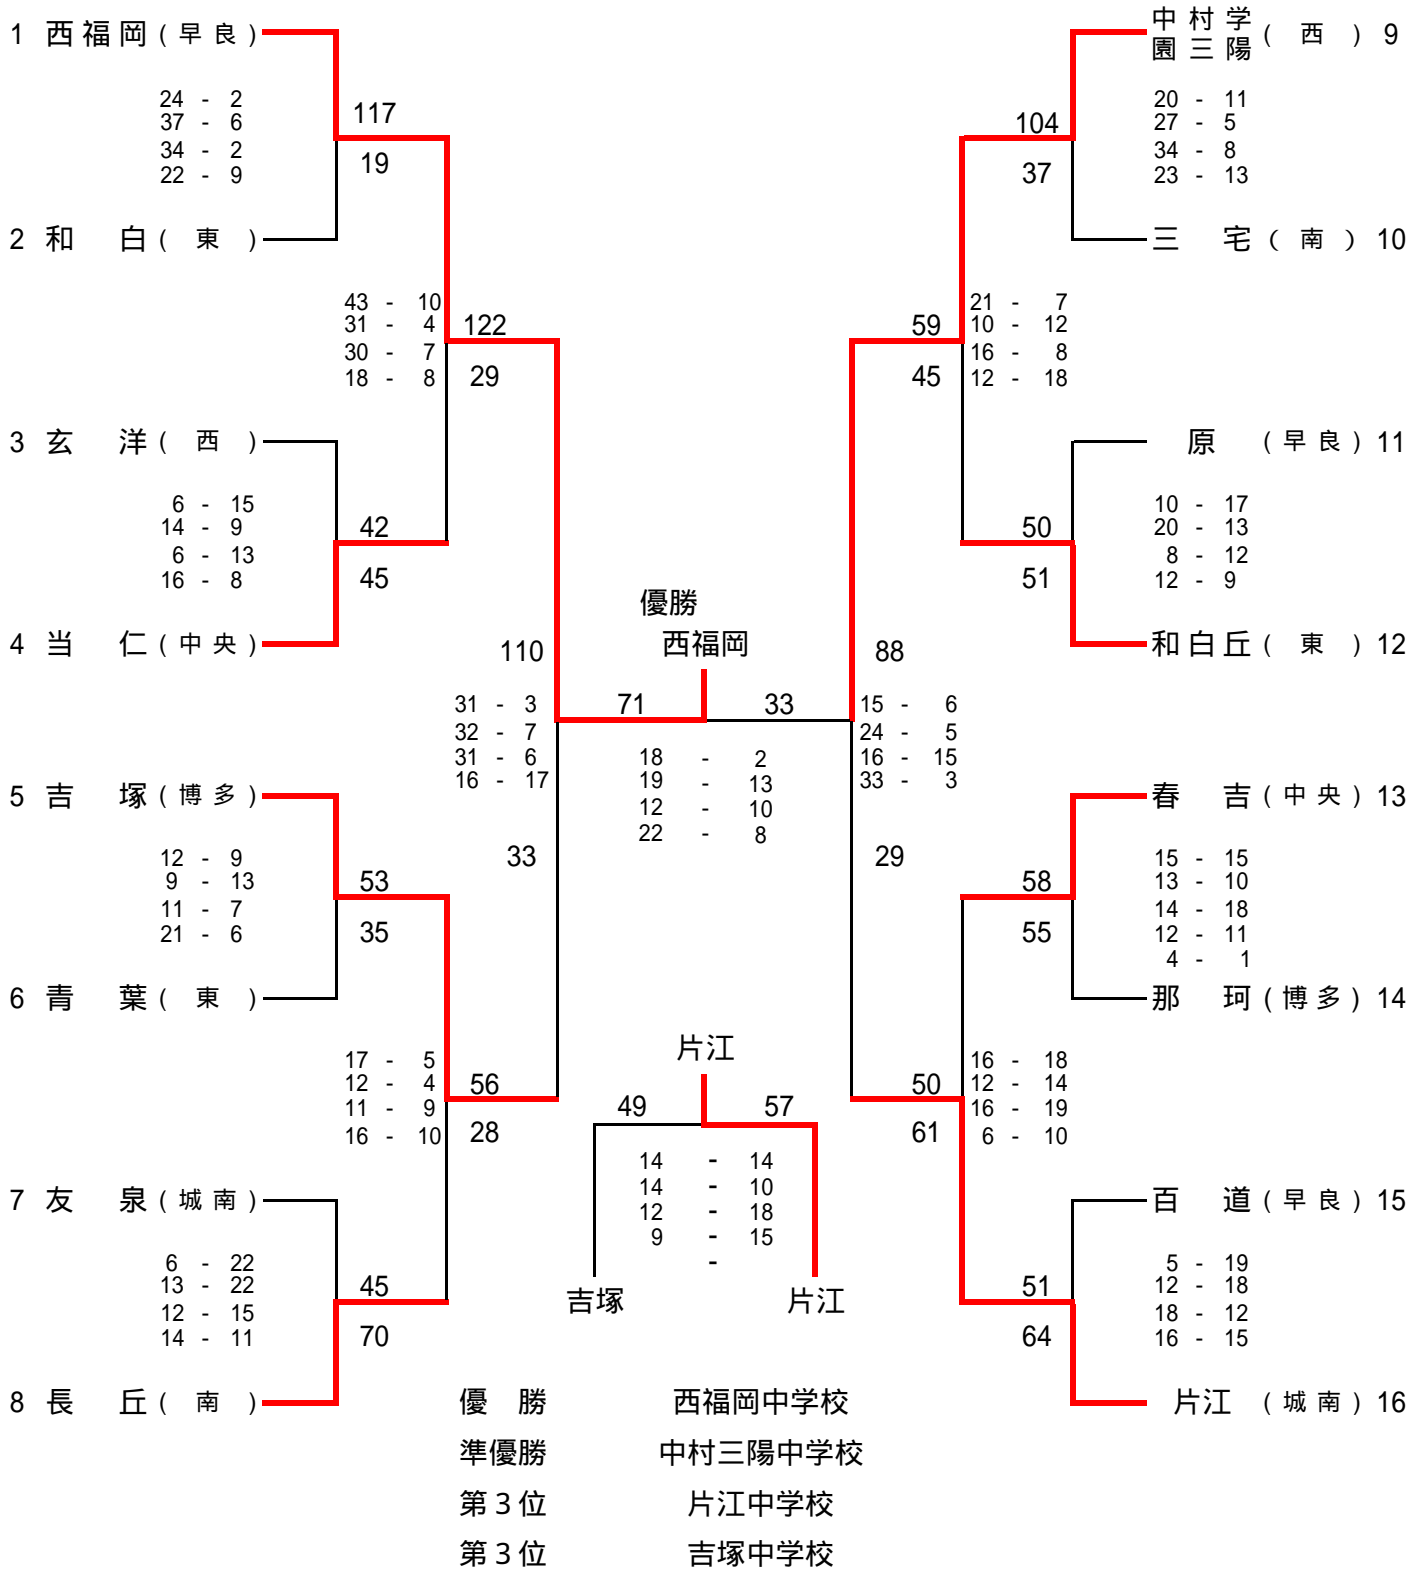 1 西福岡 (早良)
24 - 2
37 - 6
34 - 2
22 - 9
117
19
2 和 白 ( 東 )
43 - 10
31 - 4
30 - 7
18 - 8
122
29
3 玄 洋 ( 西 )
6 - 15
14 - 9
6 - 13
16 - 8
42
45
4 当 仁 (中央)
110
31 - 3
32 - 7
31 - 6
16 - 17
33
5 吉 塚 (博多)
12 - 9
9 - 13
11 - 7
21 - 6
53
35
6 青 葉 ( 東 )
17 - 5
12 - 4
11 - 9
16 - 10
56
28
7 友 泉 (城南)
6 - 22
13 - 22
12 - 15
14 - 11
45
70
8 長 丘 ( 南 )
優勝
西福岡
71 33
18 - 2
19 - 13
12 - 10
22 - 8
片江
49 57
14 - 14
14 - 10
12 - 18
9 - 15
-
吉塚 片江
中村学
園三陽 ( 西 ) 9
104
37
20 - 11
27 - 5
34 - 8
23 - 13
三 宅 ( 南 ) 10
59
45
21 - 7
10 - 12
16 - 8
12 - 18
原 (早良) 11
50
51
10 - 17
20 - 13
8 - 12
12 - 9
和白丘 ( 東 ) 12
88
15 - 6
24 - 5
16 - 15
33 - 3
29
春 吉 (中央) 13
58
55
15 - 15
13 - 10
14 - 18
12 - 11
4 - 1
那 珂 (博多) 14
50
61
16 - 18
12 - 14
16 - 19
6 - 10
百 道 (早良) 15
51
64
5 - 19
12 - 18
18 - 12
16 - 15
片江 (城南) 16
優 勝 西福岡中学校
準優勝 中村三陽中学校
第3位 片江中学校
第3位 吉塚中学校